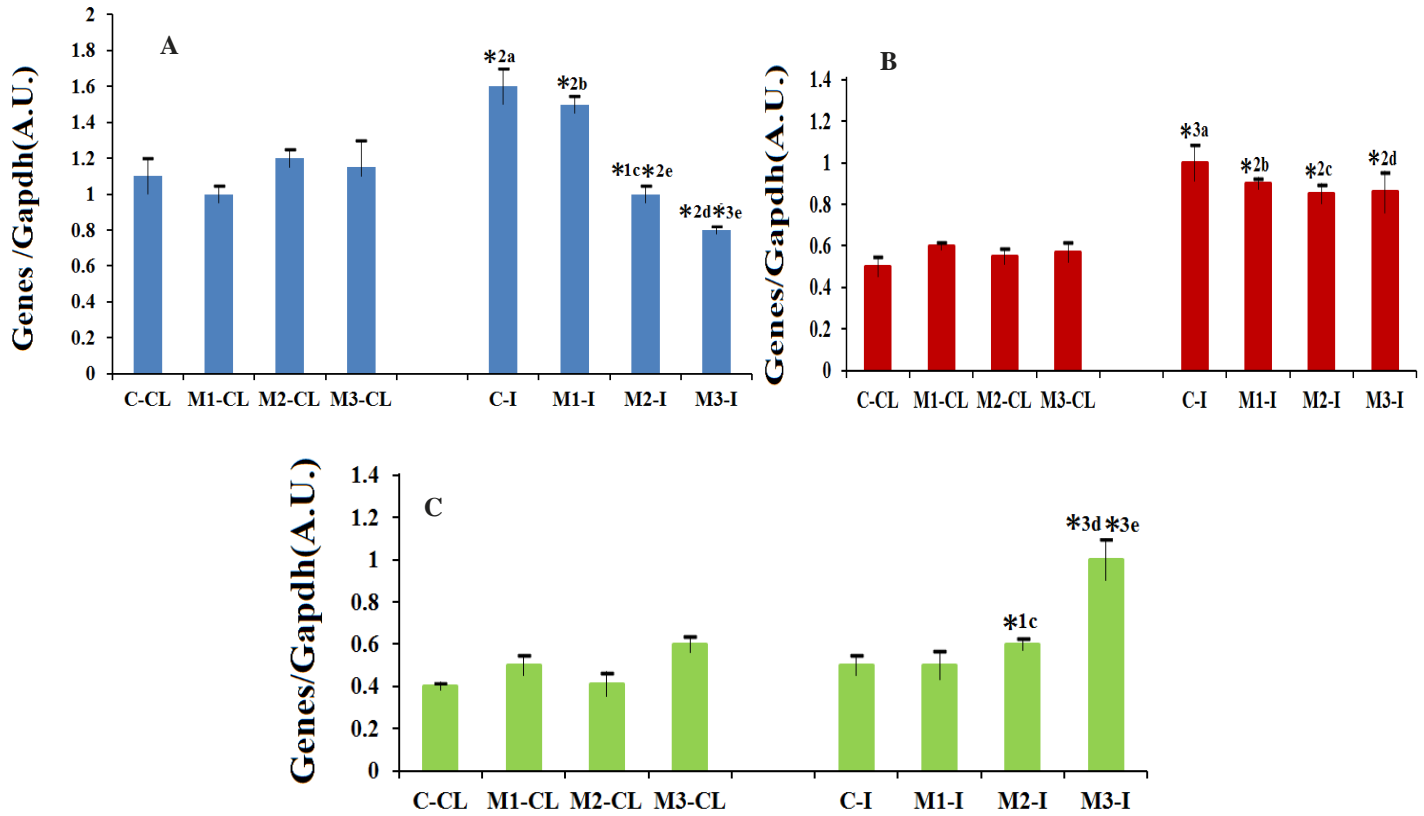 A
Genes /Gapdh(A.U.)
2
1.8
1.6
1.4
1.2
1
0.8
0.6
0.4
0.2
0
*2a
*2b
*1c*2e
*2d*3e
C-CL M1-CL M2-CL M3-CL C-I M1-I M2-I M3-I
B
Genes/Gapdh(A.U.)
1.4
1.2
1
0.8
0.6
0.4
0.2
0
*3a
*2b
*2c
*2d
C-CL M1-CL M2-CL M3-CL C-I M1-I M2-I M3-I
C
Genes/Gapdh(A.U.)
1.4
1.2
1
0.8
0.6
0.4
0.2
0
*1c
*3d*3e
C-CL M1-CL M2-CL M3-CL C-I M1-I M2-I M3-I